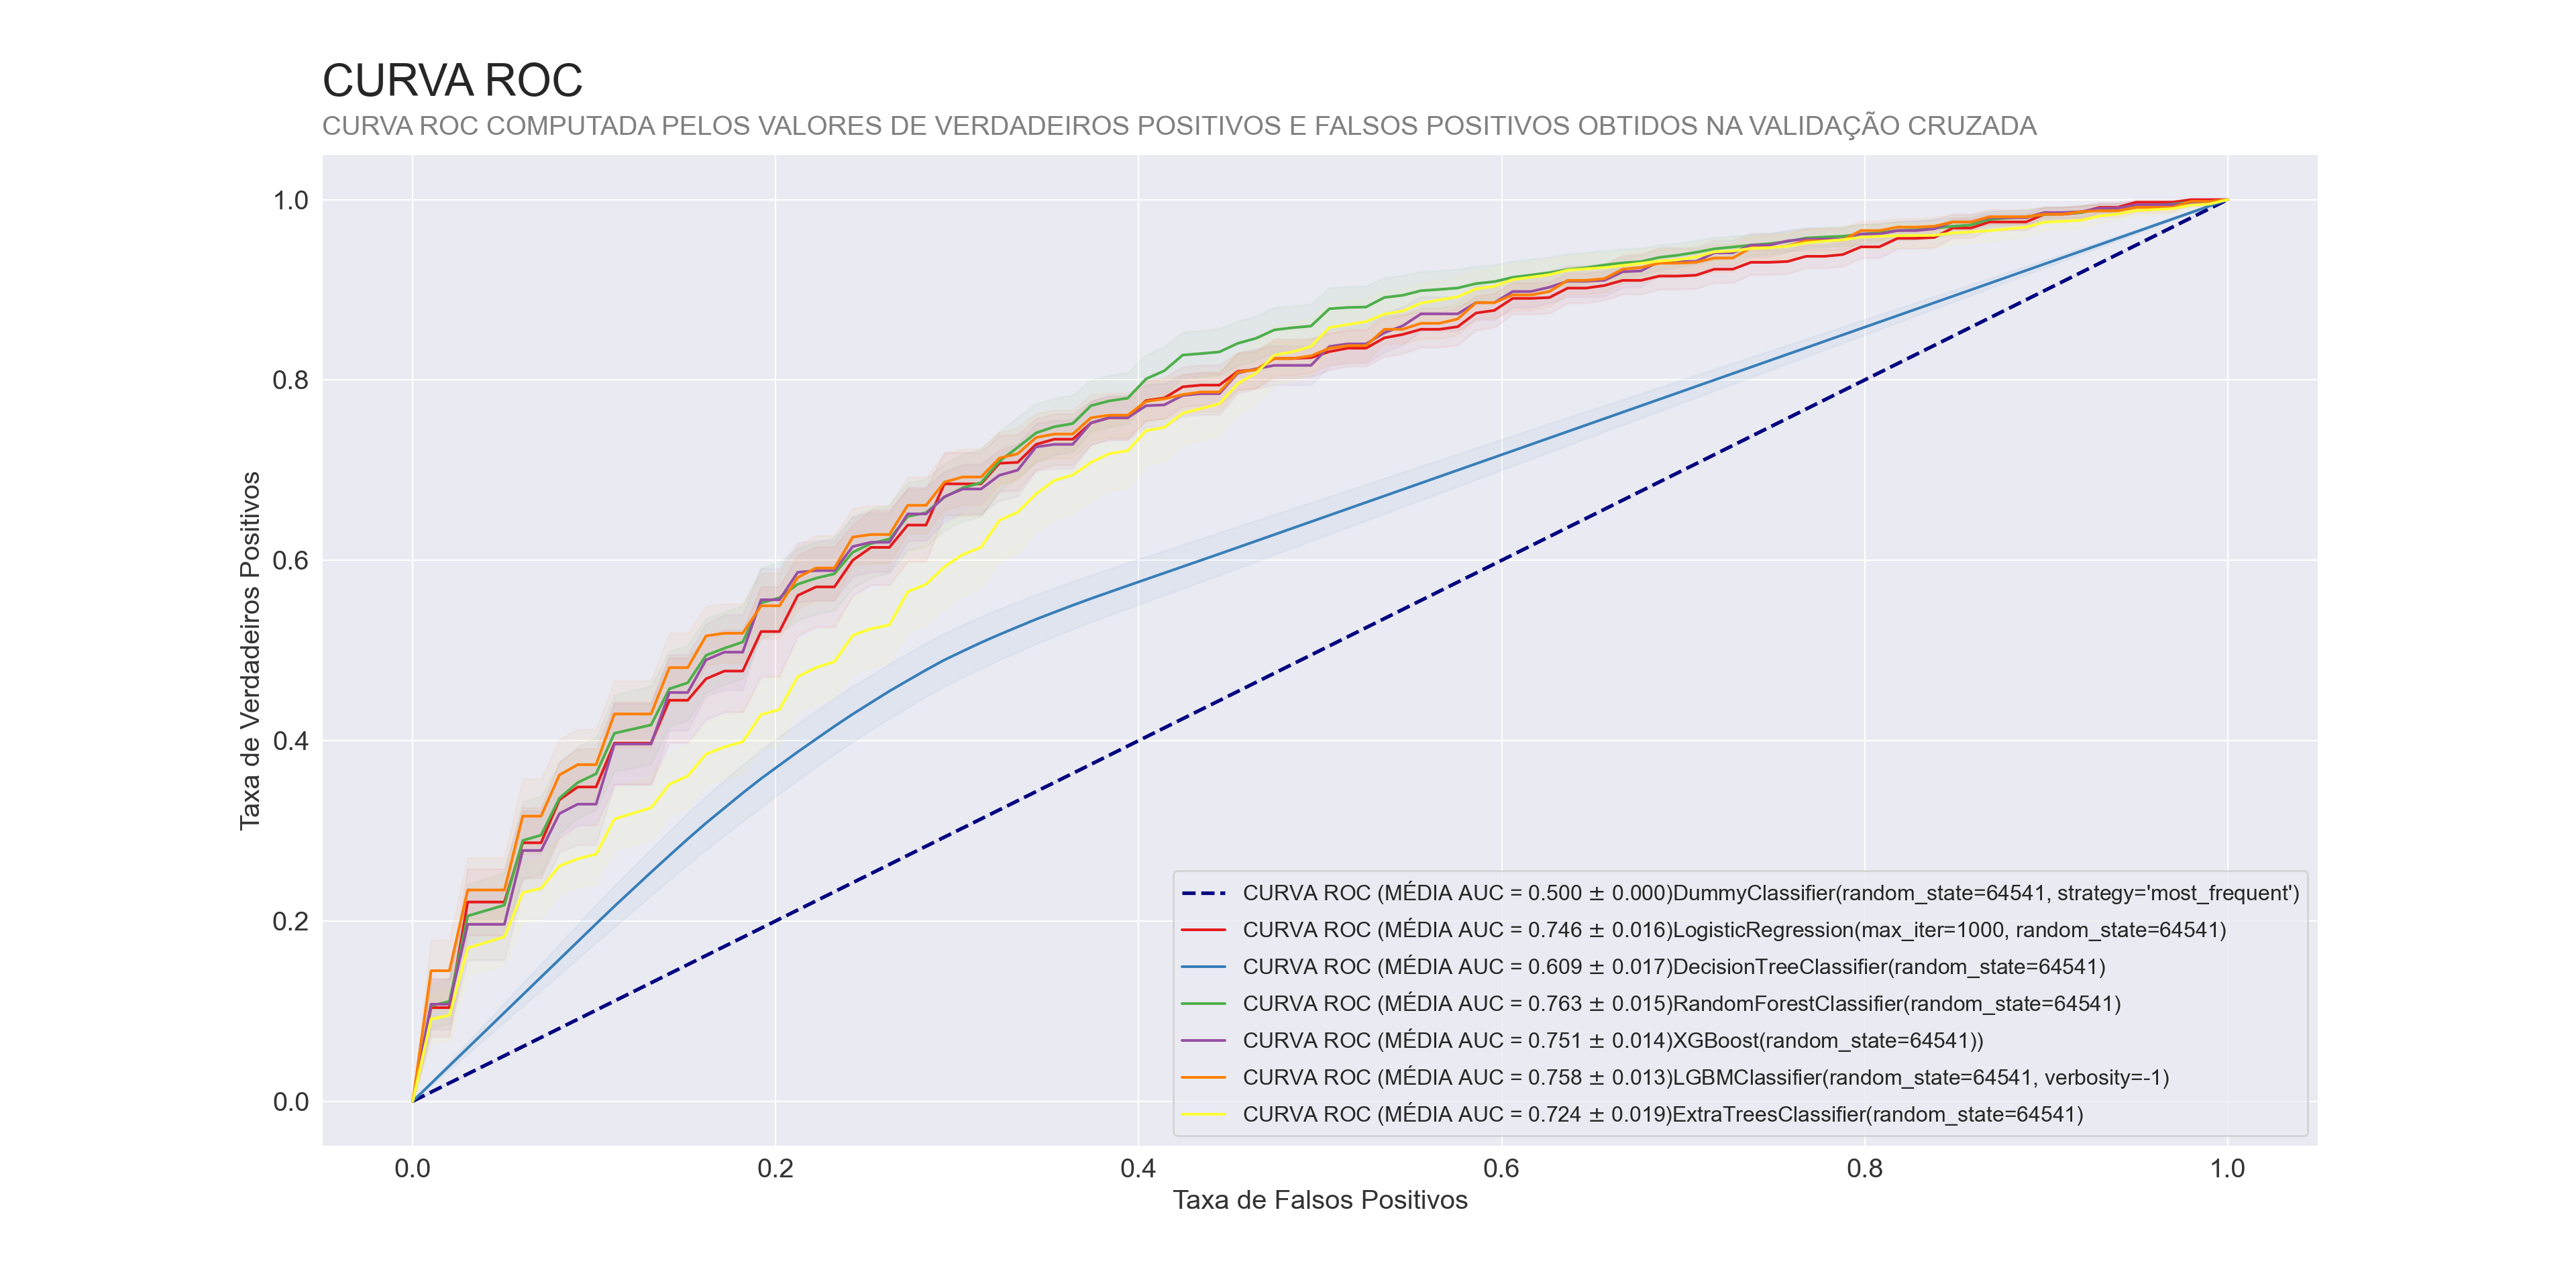 CURVA ROC
CURVA ROC COMPUTADA PELOS VALORES DE VERDADEIROS POSITIVOS E FALSOS POSITIVOS OBTIDOS NA VALIDAÇÃO CRUZADA
Taxa de Verdadeiros Positivos
1.0
0.8
0.6
0.4
0.2
0.0
CURVA ROC (MÉDIA AUC = 0.500 ± 0.000)DummyClassifier(random_state=64541, strategy='most_frequent')
CURVA ROC (MÉDIA AUC = 0.746 ± 0.016)LogisticRegression(max_iter=1000, random_state=64541)
CURVA ROC (MÉDIA AUC = 0.609 ± 0.017)DecisionTreeClassifier(random_state=64541)
CURVA ROC (MÉDIA AUC = 0.763 ± 0.015)RandomForestClassifier(random_state=64541)
CURVA ROC (MÉDIA AUC = 0.751 ± 0.014)XGBoost(random_state=64541))
CURVA ROC (MÉDIA AUC = 0.758 ± 0.013)LGBMClassifier(random_state=64541, verbosity=-1)
CURVA ROC (MÉDIA AUC = 0.724 ± 0.019)ExtraTreesClassifier(random_state=64541)
0.0 0.2 0.4 0.6 0.8 1.0
Taxa de Falsos Positivos